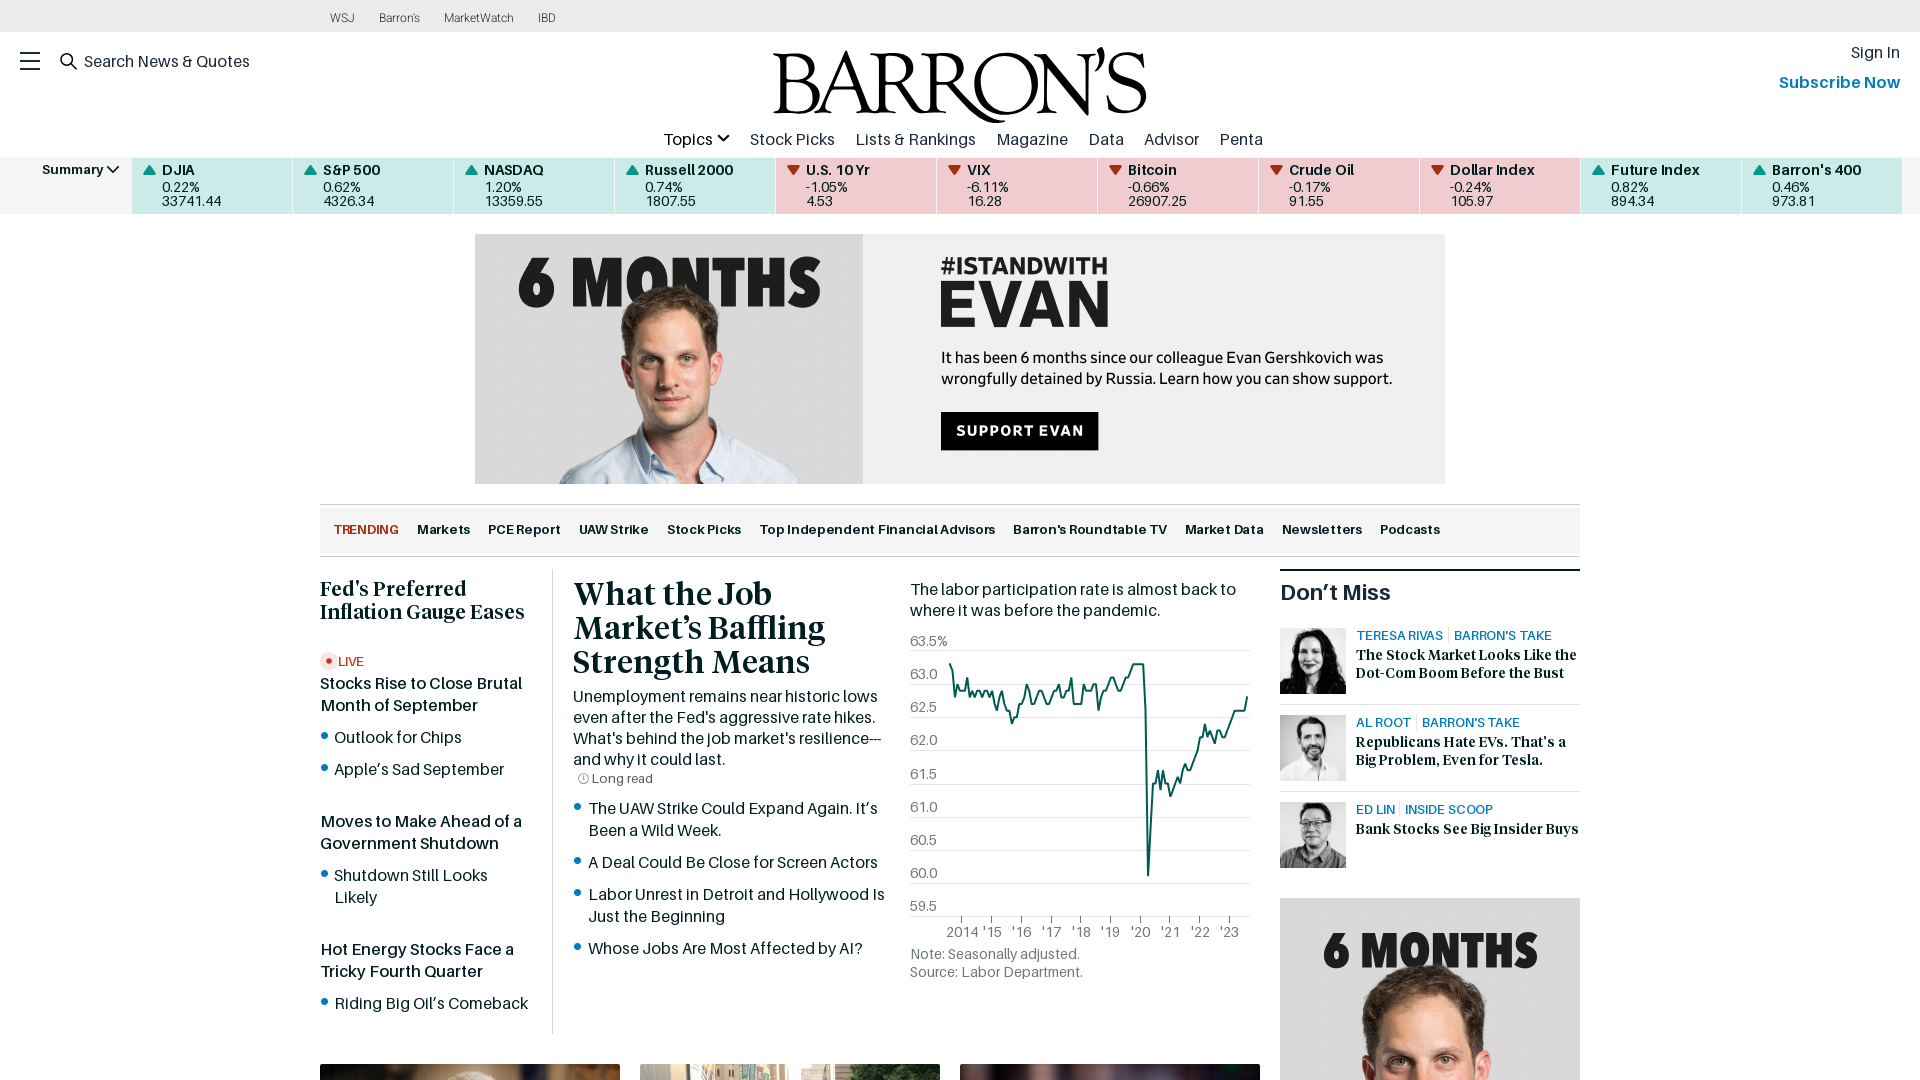 WSJ
Barron's
MarketWatch
IBD
Search News & Quotes
BARRON'S
Sign In
Subscribe Now
Topics
Stock Picks
Lists & Rankings
Magazine
Data
Advisor
Penta
Summary
DJIA
0.22%
33741.44
S&P 500
0.62%
4326.34
NASDAQ
1.20%
13359.55
Russell 2000
0.74%
1807.55
U.S. 10 Yr
-1.05%
4.53
VIX
-6.11%
16.28
Bitcoin
-0.66%
26907.25
Crude Oil
-0.17%
91.55
Dollar Index
-0.24%
105.97
Future Index
0.82%
894.34
Barron's 400
0.46%
973.81
6 MONTHS
#ISTANDWITH
EVAN
It has been 6 months since our colleague Evan Gershkovich was
wrongfully detained by Russia. Learn how you can show support.
SUPPORT EVAN
TRENDING
Markets
PCE Report
UAW Strike
Stock Picks
Top Independent Financial Advisors
Barron's Roundtable TV
Market Data
Newsletters
Podcasts
Fed's Preferred
Inflation Gauge Eases
LIVE
Stocks Rise to Close Brutal
Month of September
Outlook for Chips
Apple’s Sad September
Moves to Make Ahead of a
Government Shutdown
Shutdown Still Looks
Likely
Hot Energy Stocks Face a
Tricky Fourth Quarter
Riding Big Oil’s Comeback
What the Job
Market’s Baffling
Strength Means
Unemployment remains near historic lows
even after the Fed's aggressive rate hikes.
What's behind the job market's resilience---
and why it could last.
Long read
The UAW Strike Could Expand Again. It’s
Been a Wild Week.
A Deal Could Be Close for Screen Actors
Labor Unrest in Detroit and Hollywood Is
Just the Beginning
Whose Jobs Are Most Affected by AI?
The labor participation rate is almost back to
where it was before the pandemic.
63.5%
63.0
62.5
62.0
61.5
61.0
60.5
60.0
59.5
2014 '15 '16 '17 '18 '19 '20 '21 '22 '23
Note: Seasonally adjusted.
Source: Labor Department.
Don’t Miss
TERESA RIVAS | BARRON'S TAKE
The Stock Market Looks Like the
Dot-Com Boom Before the Bust
AL ROOT | BARRON'S TAKE
Republicans Hate EVs. That's a
Big Problem, Even for Tesla.
ED LIN | INSIDE SCOOP
Bank Stocks See Big Insider Buys
6 MONTHS